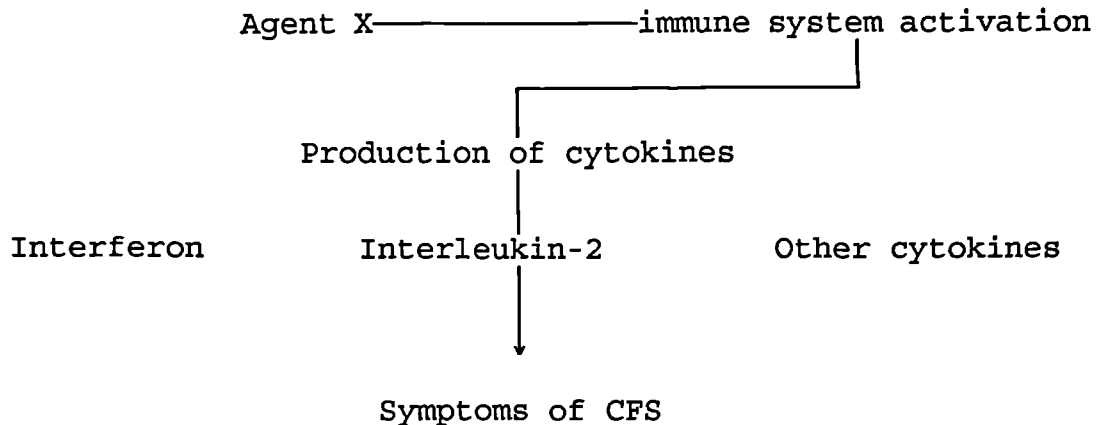 Agent X immune system activation
Production of cytokines
Interferon Interleukin-2 Other cytokines
Symptoms of CFS